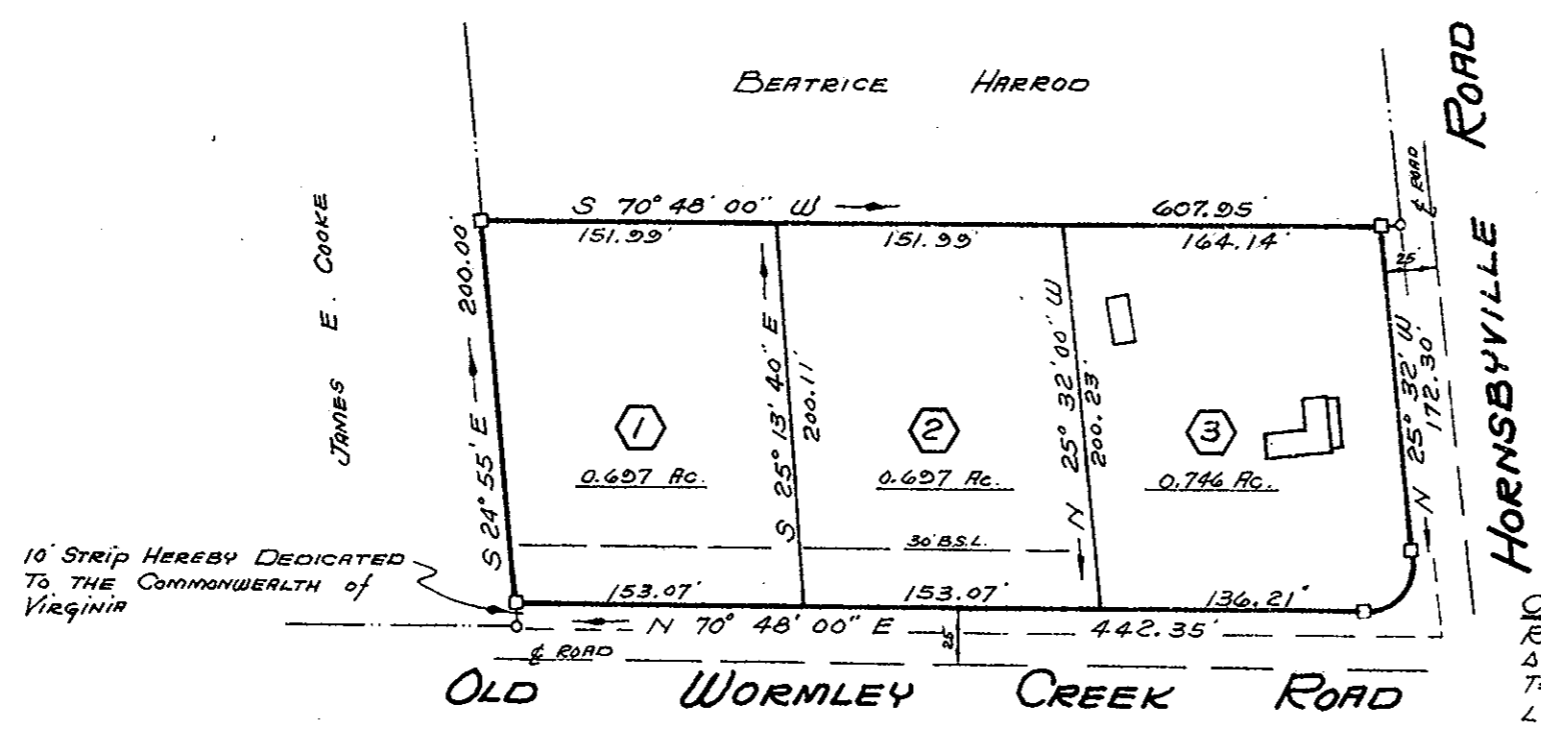 BEATRICE HARROD
HORNSBYVILLE ROAD
℄ ROAD
25'
JAMES E. COOKE
S 70° 48' 00" W
607.95'
151.99'
151.99'
164.14'
S 24° 55' E
200.00'
S 25° 13' 40" E
200.11'
N 25° 32' 00" W
200.23'
N 25° 32' W
172.30'
1
0.697 AC.
2
0.697 AC.
3
0.746 AC.
30' B.S.L.
10' STRIP HEREBY DEDICATED
TO THE COMMONWEALTH of
VIRGINIA
153.07'
153.07'
136.21'
N 70° 48' 00" E
442.35'
25'
℄ ROAD
OLD WORMLEY CREEK ROAD